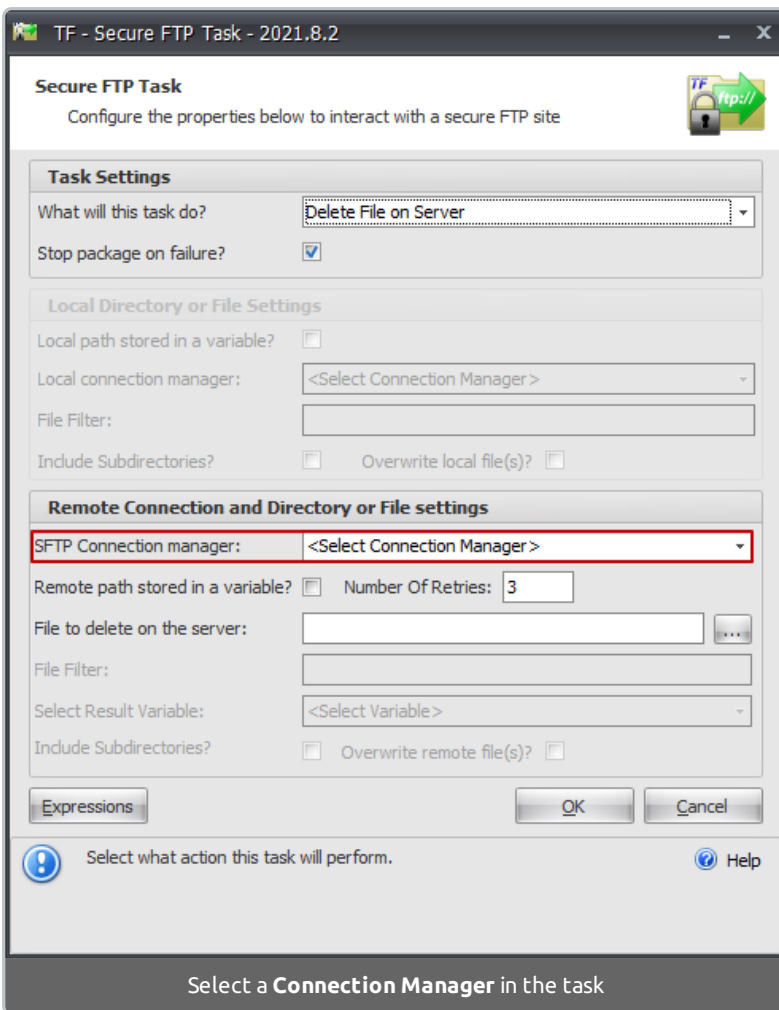 TF - Secure FTP Task - 2021.8.2
Secure FTP Task
Configure the properties below to interact with a secure FTP site
TF
ftp://
Task Settings
What will this task do? Delete File on Server
Stop package on failure?
Local Directory or File Settings
Local path stored in a variable?
Local connection manager: <Select Connection Manager>
File Filter:
Include Subdirectories? Overwrite local file(s)?
Remote Connection and Directory or File settings
SFTP Connection manager: <Select Connection Manager>
Remote path stored in a variable? Number Of Retries: 3
File to delete on the server: ...
File Filter:
Select Result Variable: <Select Variable>
Include Subdirectories? Overwrite remote file(s)?
Expressions OK Cancel
Select what action this task will perform. Help
Select a Connection Manager in the task